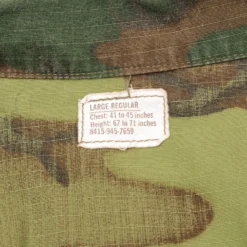 LARGE-REGULAR
Chest: 41 to 45 inches
Height: 67 to 71 inches
8415-945-7659